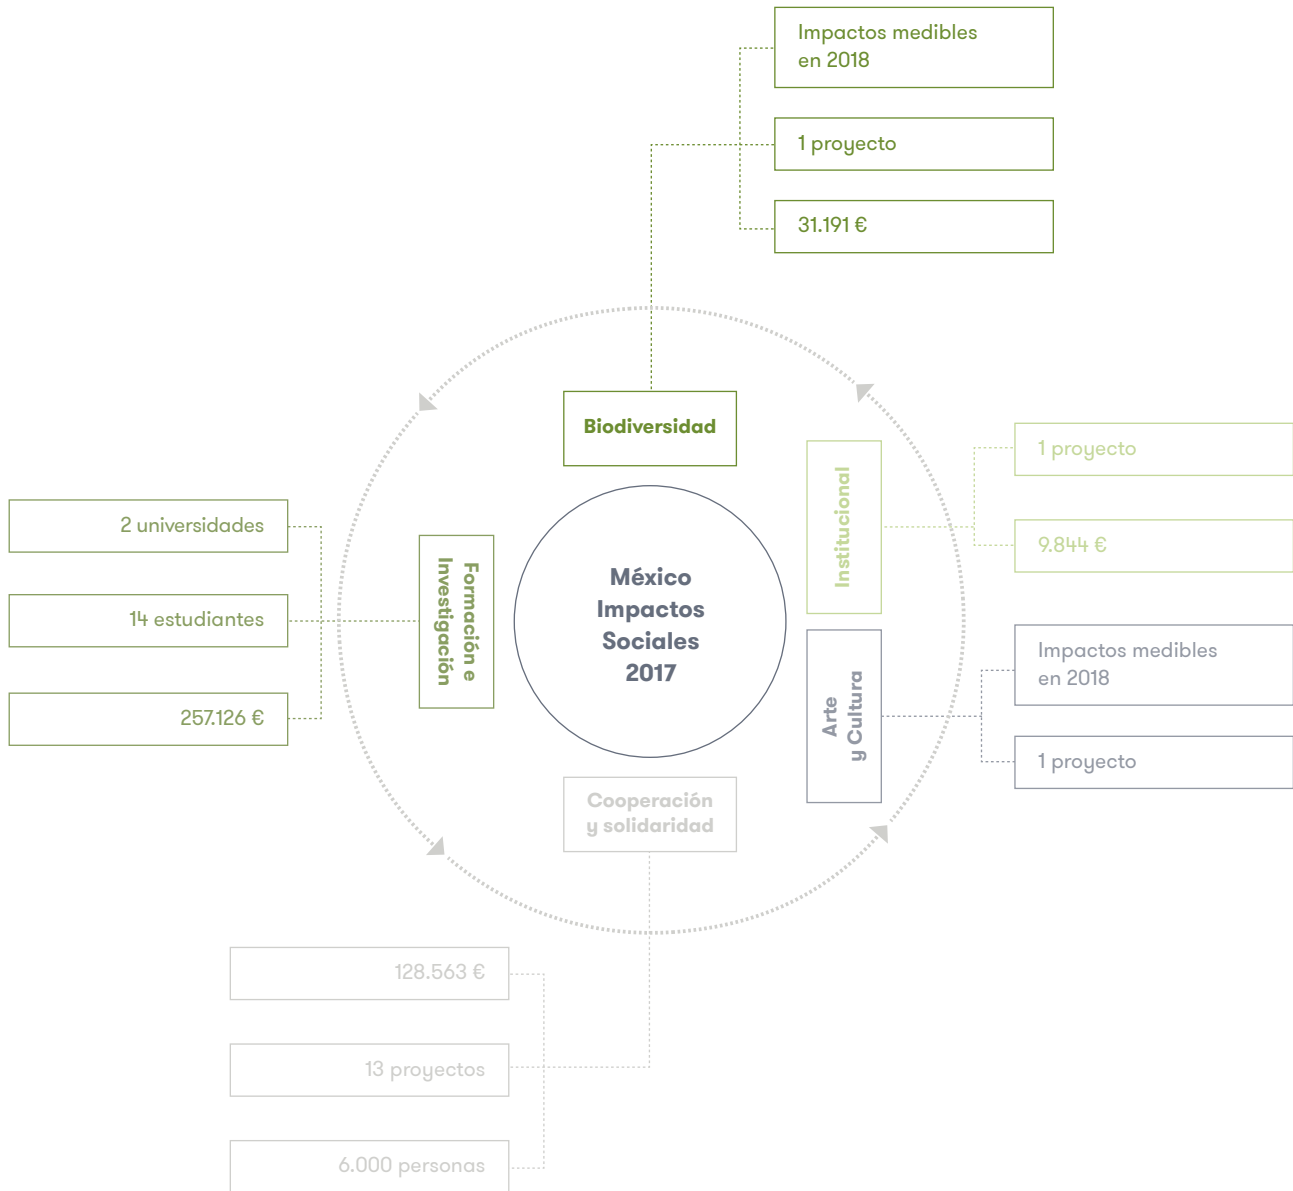 Impactos medibles
en 2018
1 proyecto
31.191 €
Biodiversidad
Institucional
1 proyecto
9.844 €
2 universidades
14 estudiantes
257.126 €
Formación e
Investigación
México
Impactos
Sociales
2017
Arte
y Cultura
Impactos medibles
en 2018
1 proyecto
Cooperación
y solidaridad
128.563 €
13 proyectos
6.000 personas